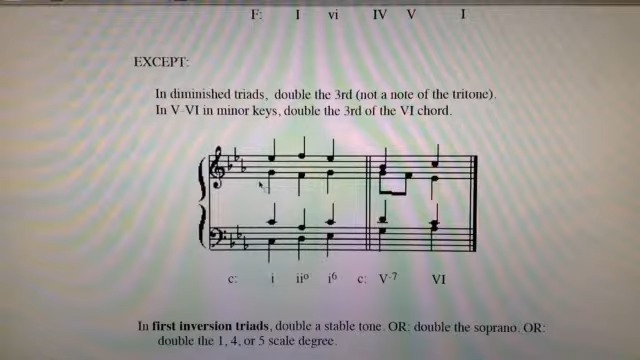 F: I vi IV V I
EXCEPT:
In diminished triads, double the 3rd (not a note of the tritone).
In V-VI in minor keys, double the 3rd of the VI chord.
c: i iiº i⁶ c: V-⁷ VI
In first inversion triads, double a stable tone. OR: double the soprano. OR:
double the 1, 4, or 5 scale degree.